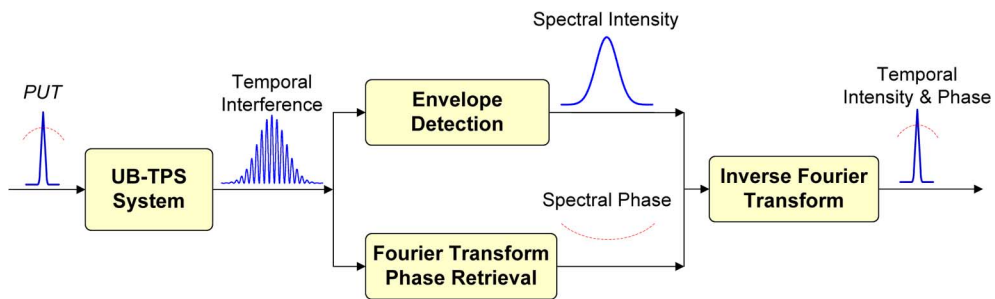 Spectral Intensity
PUT
Temporal
Interference
Envelope
Detection
Temporal
Intensity & Phase
UB-TPS
System
Inverse Fourier
Transform
Spectral Phase
Fourier Transform
Phase Retrieval